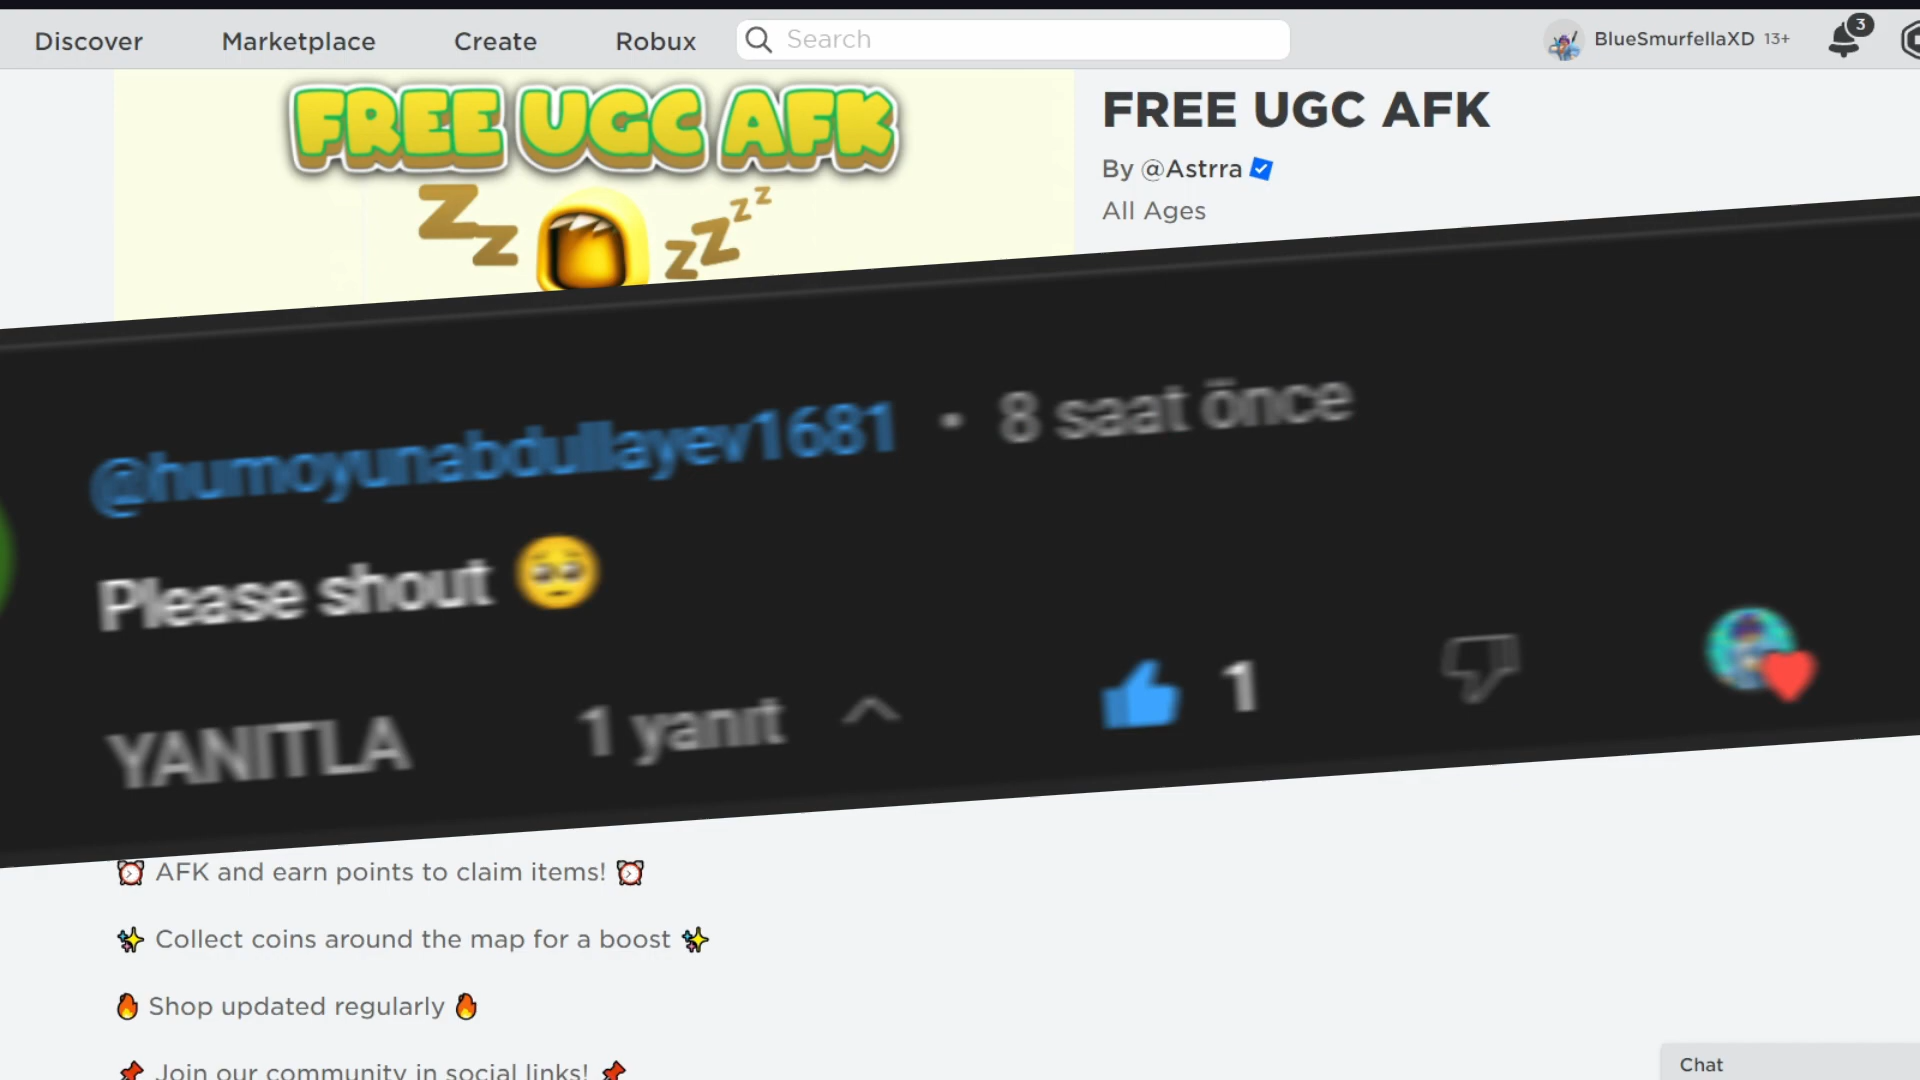 Discover Marketplace Create Robux Search BlueSmurfellaXD 13+ 3
FREE UGC AFK
FREE UGC AFK
By @Astrra
All Ages
ZZ ZZZZ
@humoyunabdullayev1681 • 8 saat önce
Please shout 🥺
YANITLA 1 yanıt 1
⏰ AFK and earn points to claim items! ⏰
✨ Collect coins around the map for a boost ✨
🔥 Shop updated regularly 🔥
📌 Join our community in social links! 📌
Chat